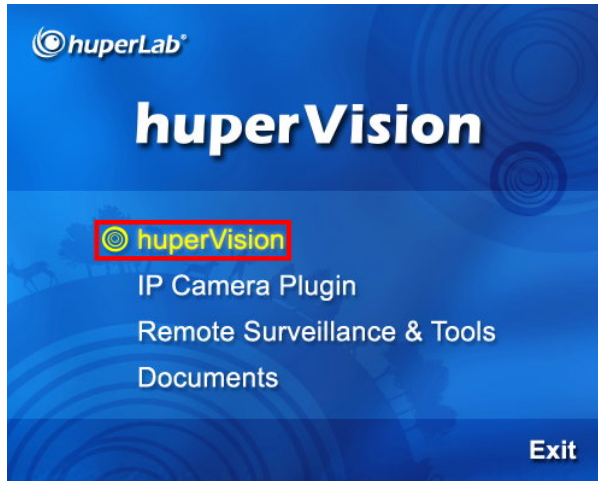 huperLab®
huperVision
huperVision
IP Camera Plugin
Remote Surveillance & Tools
Documents
Exit